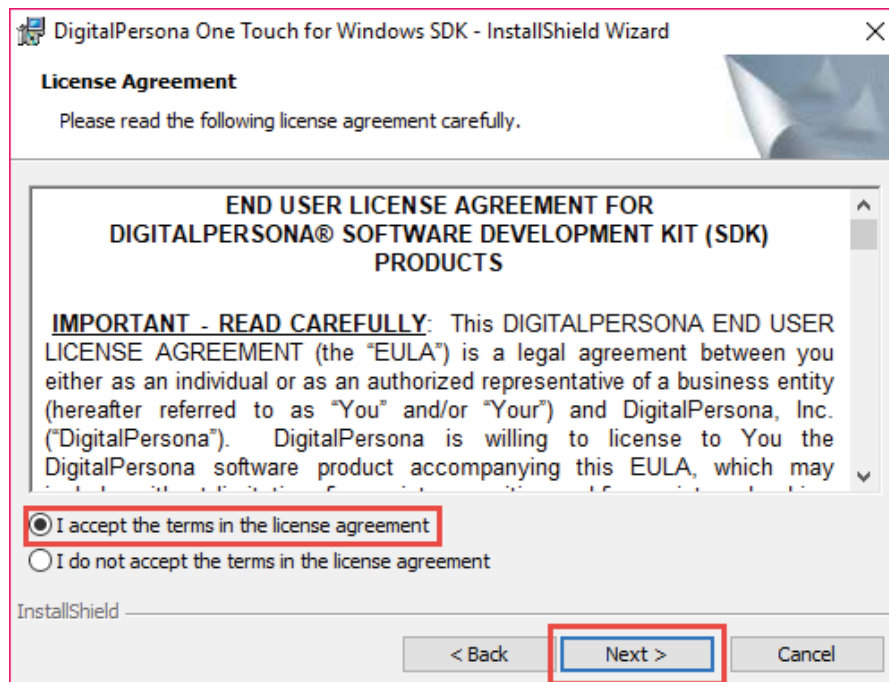 DigitalPersona One Touch for Windows SDK - InstallShield Wizard
License Agreement
Please read the following license agreement carefully.
END USER LICENSE AGREEMENT FOR
DIGITALPERSONA® SOFTWARE DEVELOPMENT KIT (SDK)
PRODUCTS
IMPORTANT - READ CAREFULLY: This DIGITALPERSONA END USER
LICENSE AGREEMENT (the “EULA”) is a legal agreement between you
either as an individual or as an authorized representative of a business entity
(hereafter referred to as “You” and/or “Your”) and DigitalPersona, Inc.
(“DigitalPersona”). DigitalPersona is willing to license to You the
DigitalPersona software product accompanying this EULA, which may
I accept the terms in the license agreement
I do not accept the terms in the license agreement
InstallShield
< Back
Next >
Cancel